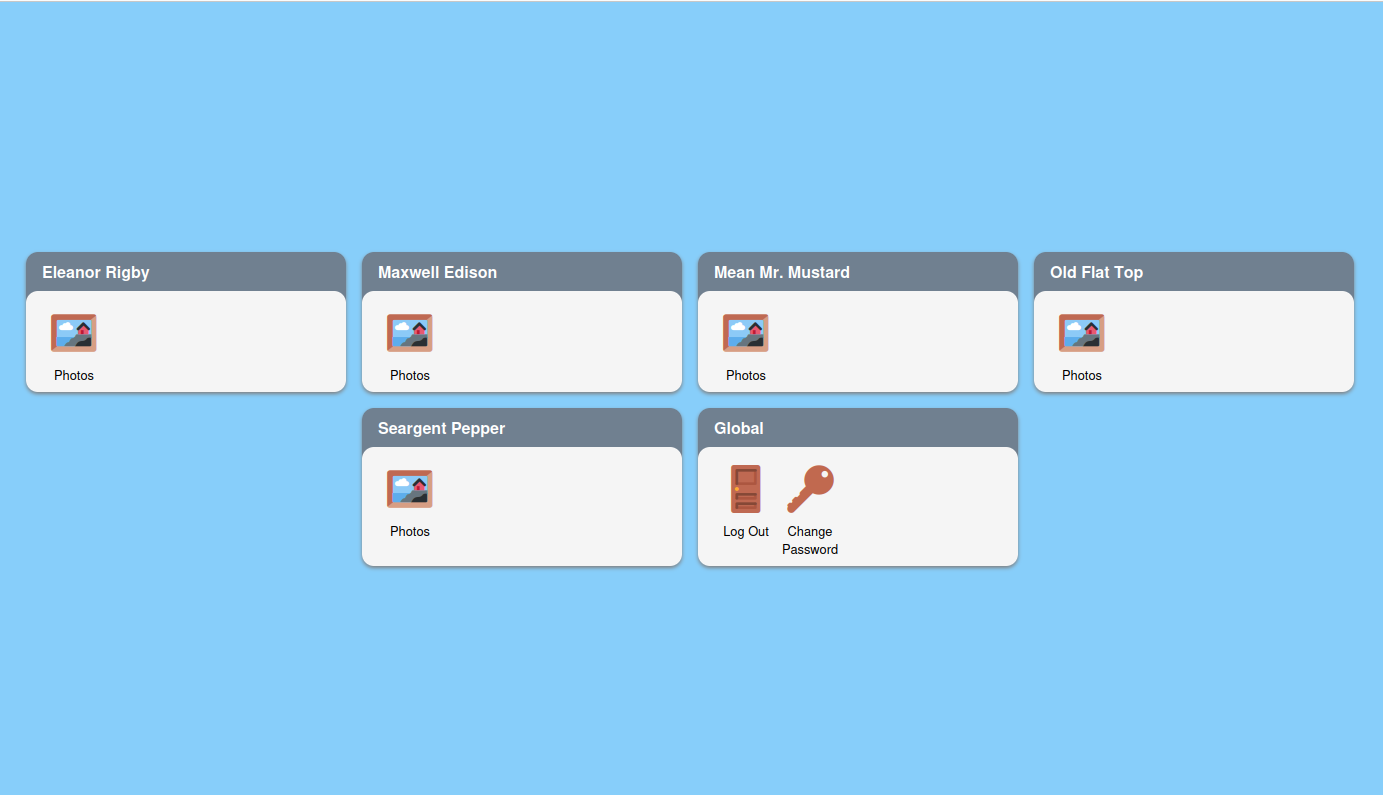 Eleanor Rigby
Maxwell Edison
Mean Mr. Mustard
Old Flat Top
Photos
Photos
Photos
Photos
Seargent Pepper
Global
Photos
Log Out
Change
Password